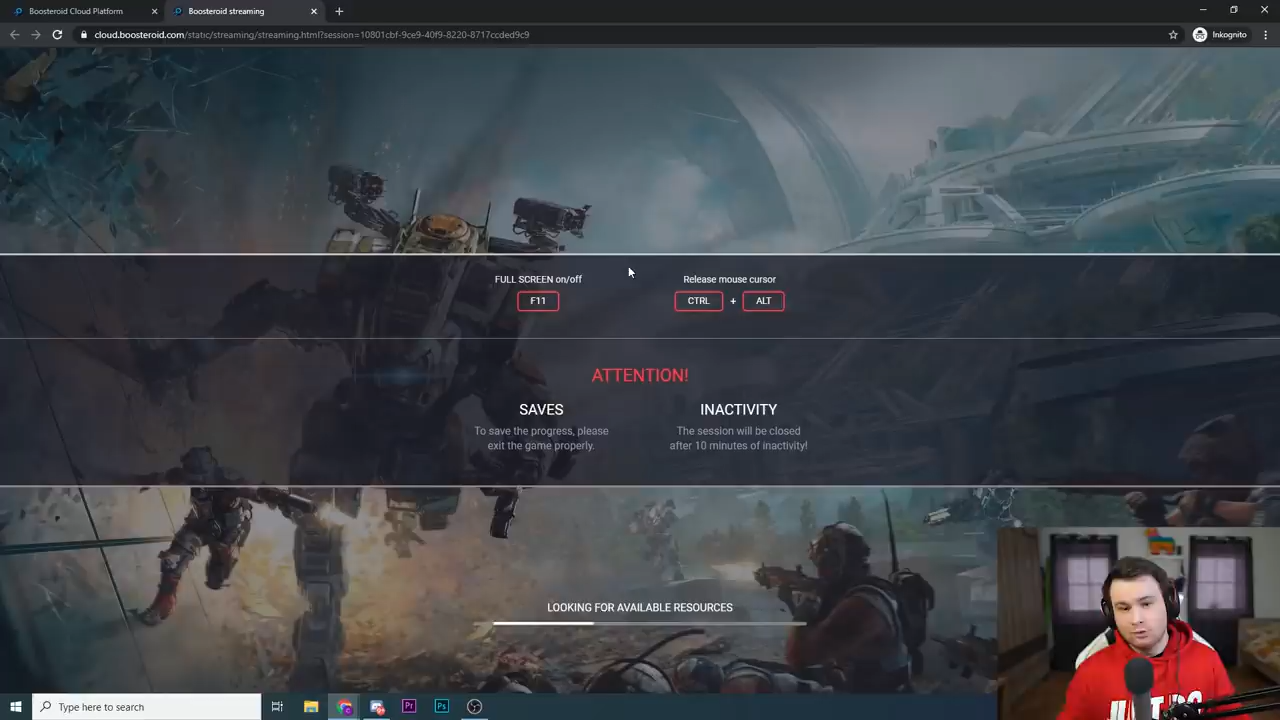 Boosteroid Cloud Platform
Boosteroid streaming
cloud.boosteroid.com/static/streaming/streaming.html?session=10801cbf-9ce9-40f9-8220-8717ccded9c9
Inkognito
FULL SCREEN on/off
F11
Release mouse cursor
CTRL + ALT
ATTENTION!
SAVES
To save the progress, please
exit the game properly.
INACTIVITY
The session will be closed
after 10 minutes of inactivity!
LOOKING FOR AVAILABLE RESOURCES
Type here to search
Pr
Ps